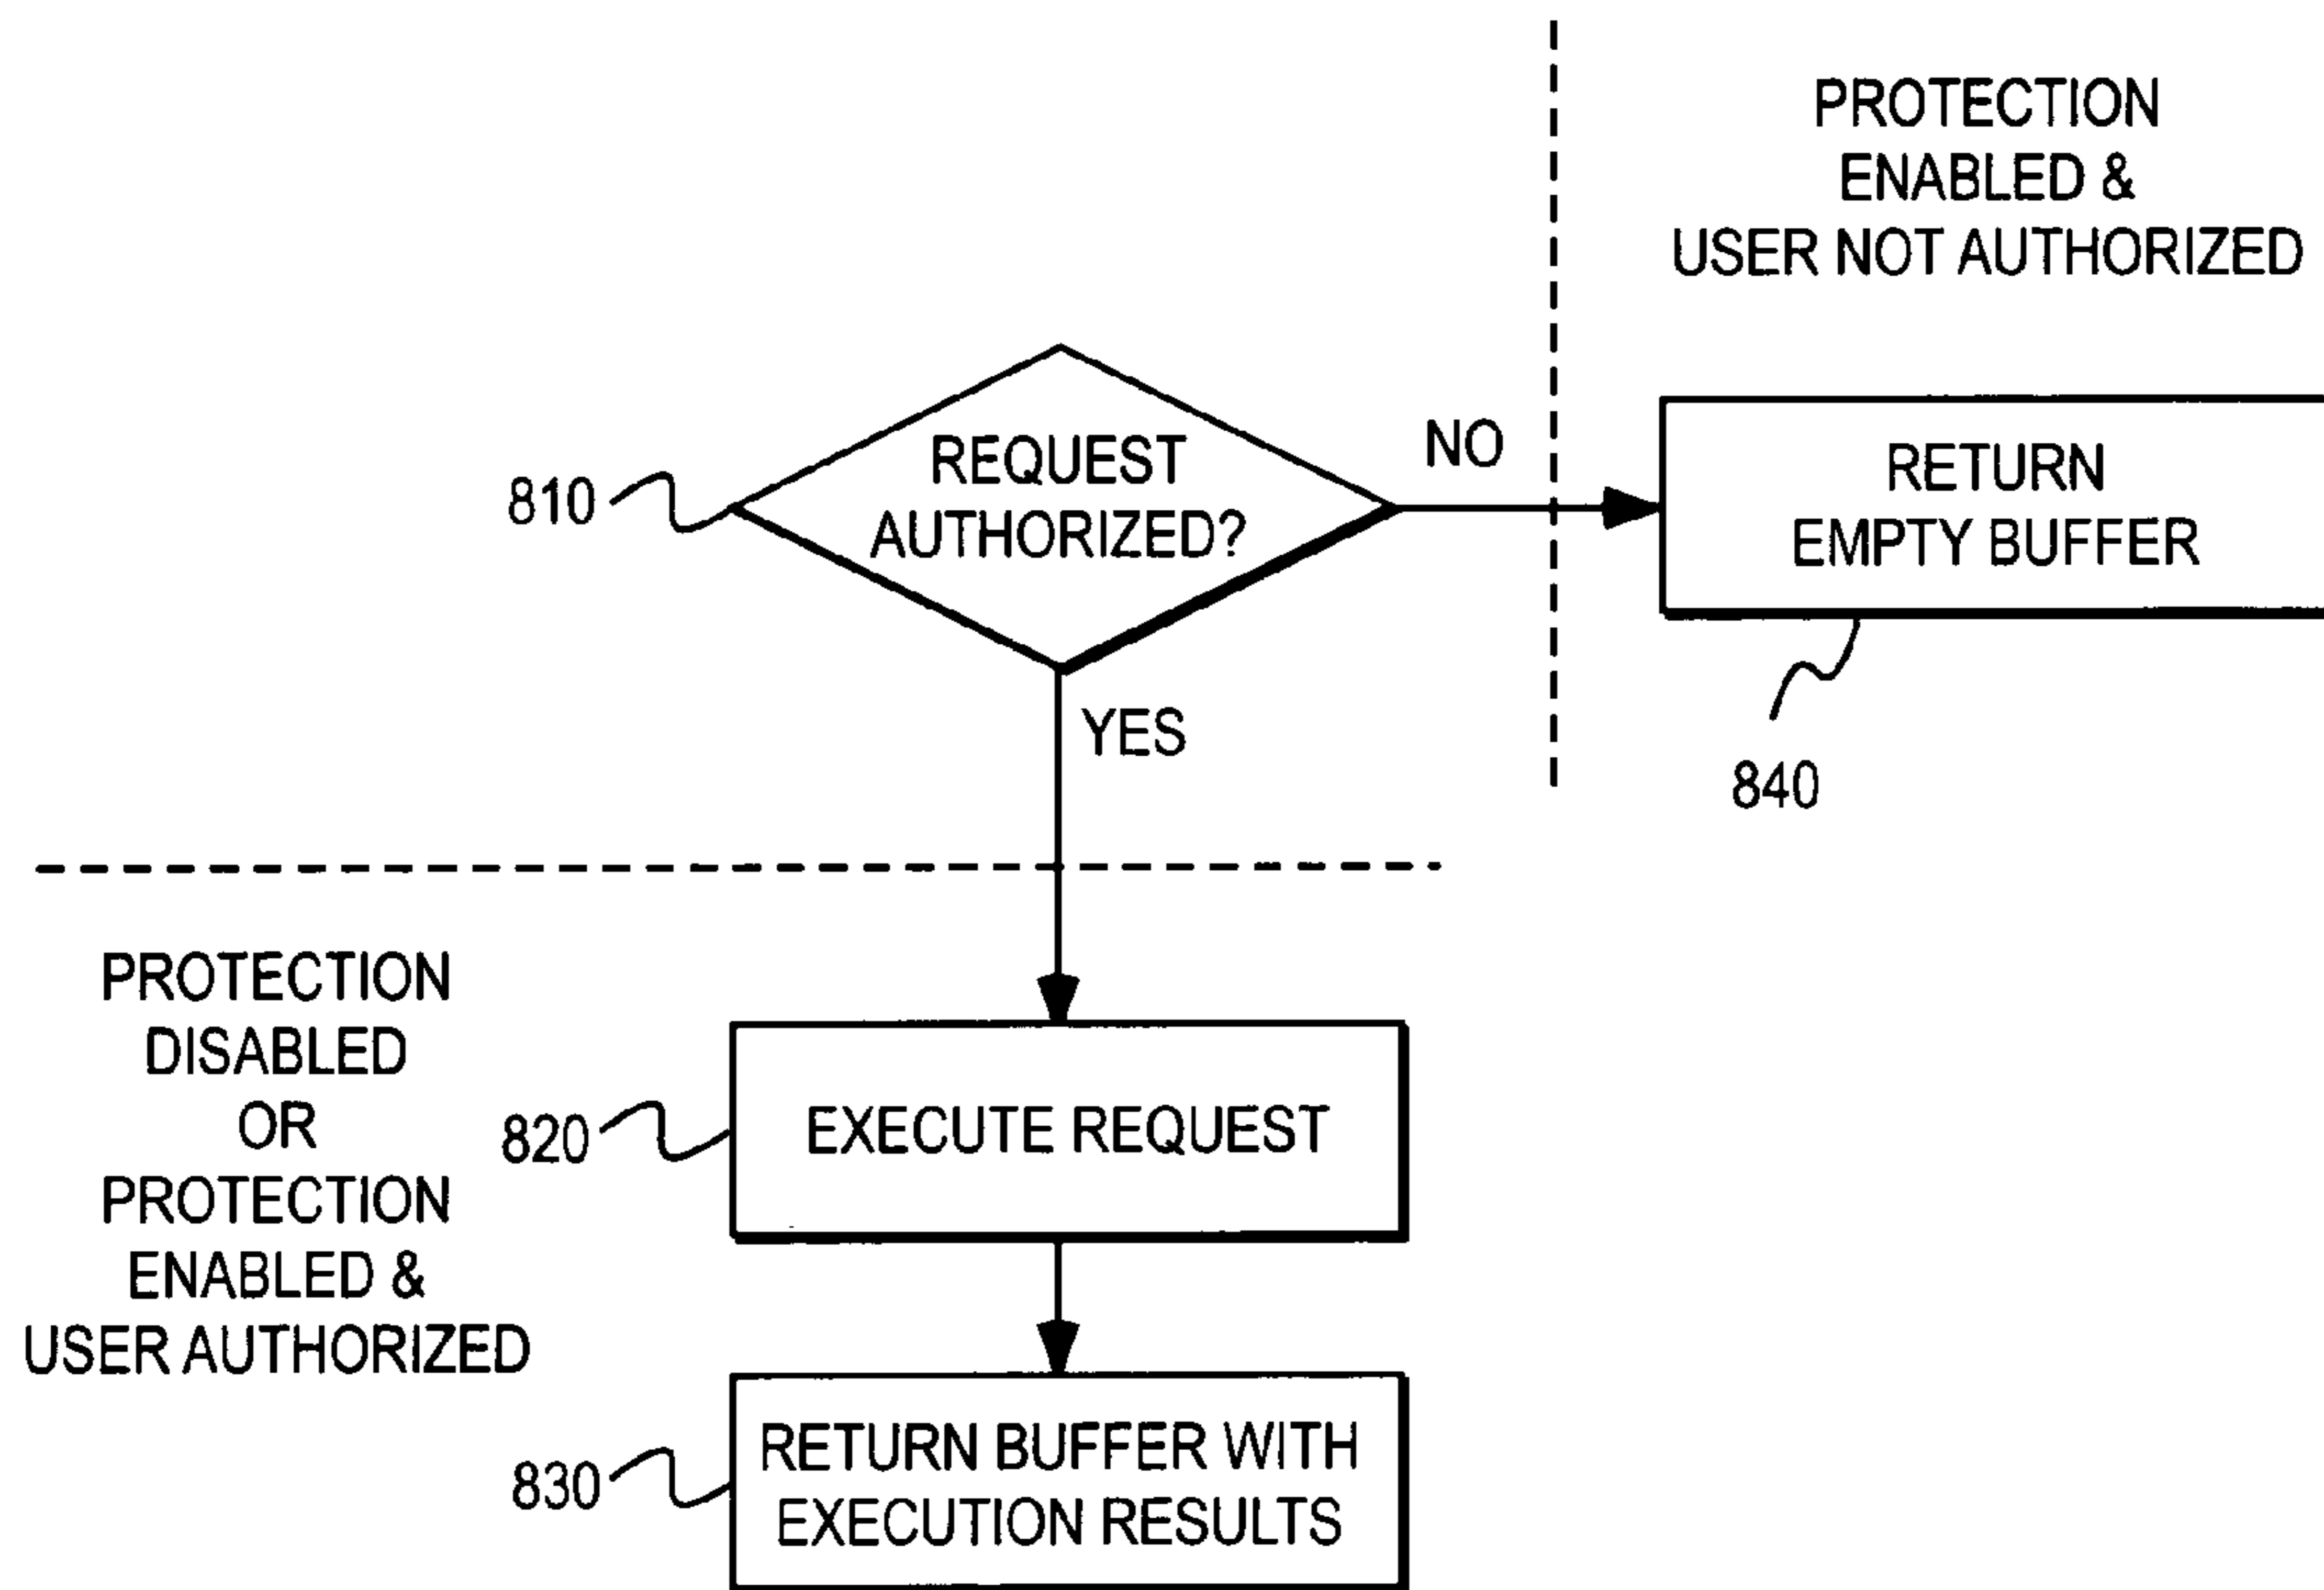 PROTECTION
ENABLED &
USER NOT AUTHORIZED
REQUEST
AUTHORIZED?
810
NO
RETURN
EMPTY BUFFER
YES
840
PROTECTION
DISABLED
OR
PROTECTION
ENABLED &
USER AUTHORIZED
820
EXECUTE REQUEST
830
RETURN BUFFER WITH
EXECUTION RESULTS